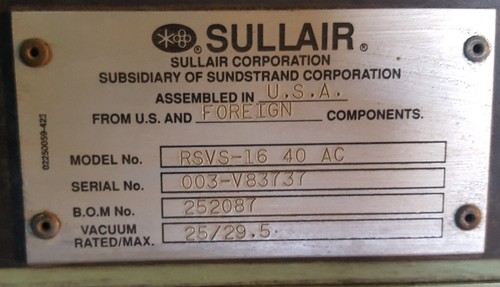 ® SULLAIR®
SULLAIR CORPORATION
SUBSIDIARY OF SUNDSTRAND CORPORATION
ASSEMBLED IN U.S.A.
FROM U.S. AND FOREIGN COMPONENTS.
02250059-423
MODEL No. RSVS-16 40 AC
SERIAL No. 003-V83737
B.O.M No. 252087
VACUUM
RATED/MAX. 25/29.5